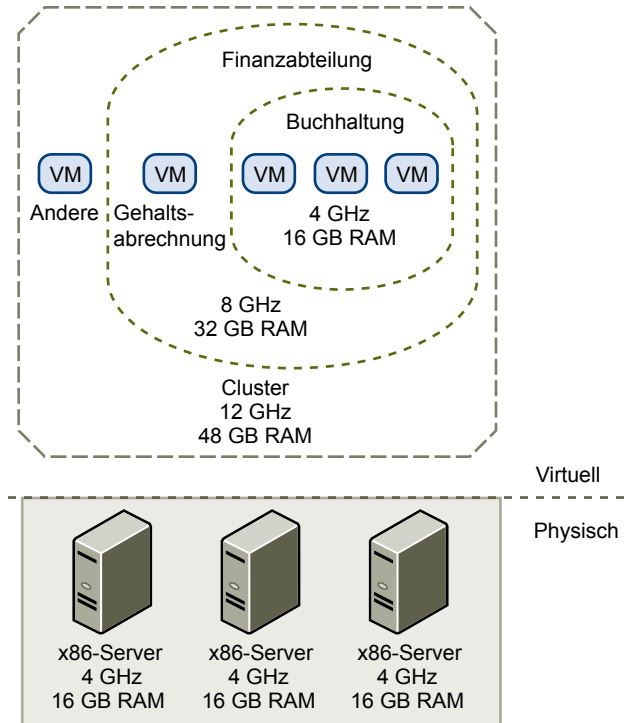 Finanzabteilung
Buchhaltung
VM
VM
VM
VM
VM
Andere
Gehalts-
abrechnung
4 GHz
16 GB RAM
8 GHz
32 GB RAM
Cluster
12 GHz
48 GB RAM
Virtuell
Physisch
x86-Server
4 GHz
16 GB RAM
x86-Server
4 GHz
16 GB RAM
x86-Server
4 GHz
16 GB RAM